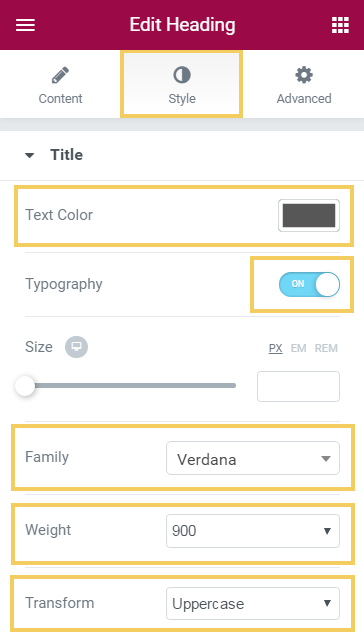 Edit Heading
Content Style Advanced
Title
Text Color
Typography ON
Size PX EM REM
Family Verdana
Weight 900
Transform Uppercase